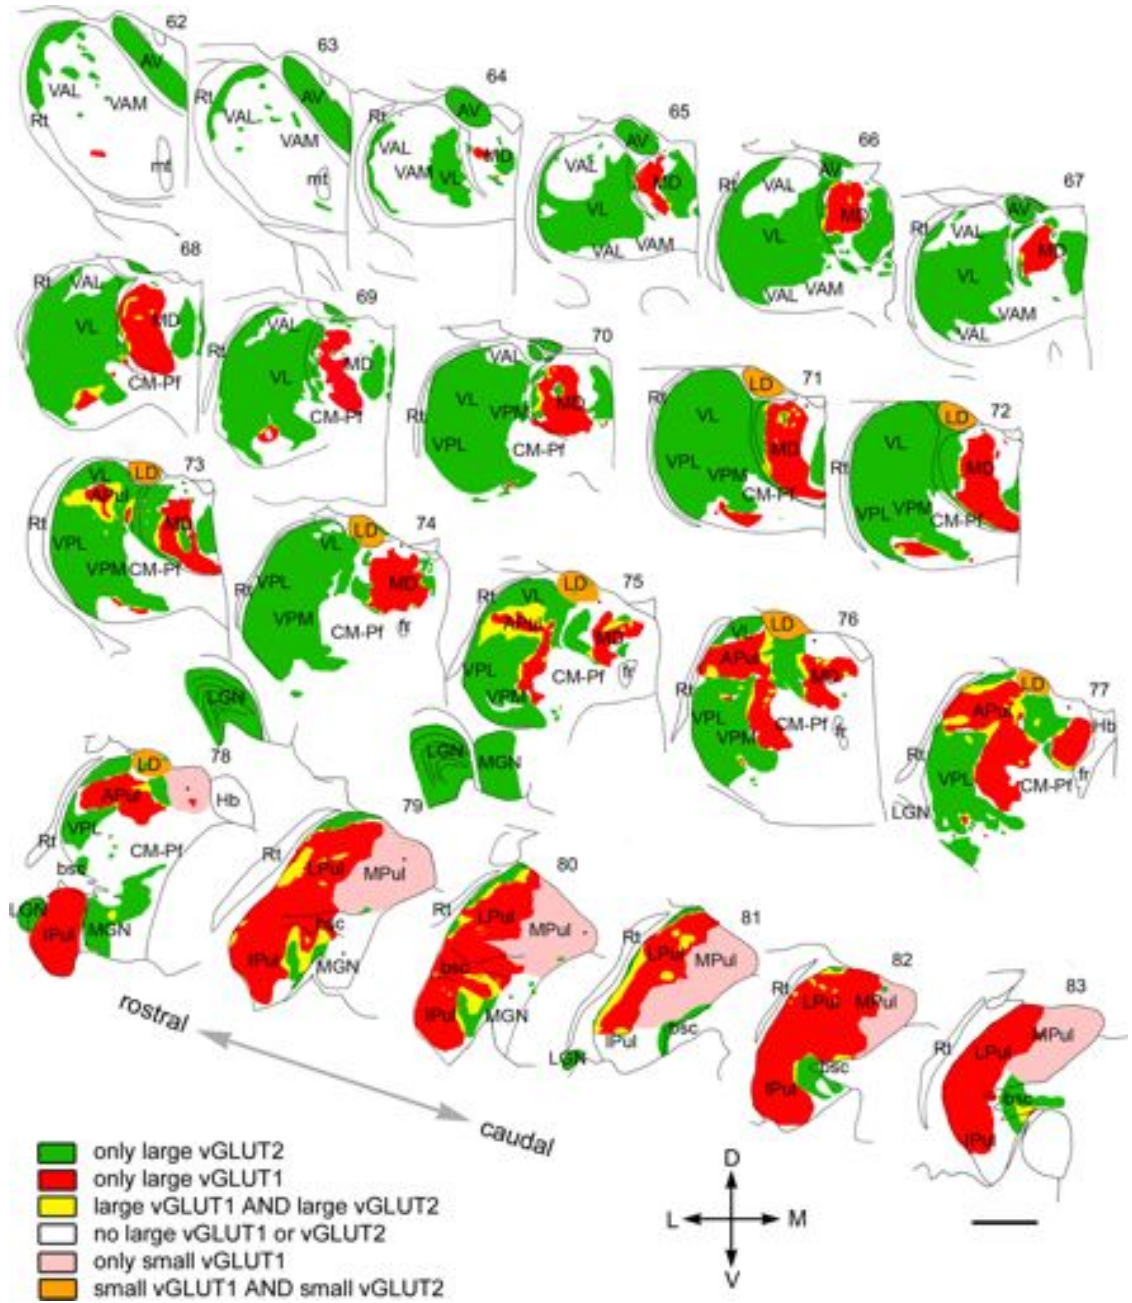 62
AV
VAL
VAM
Rt
mt
63
Rt
AV
VAL
VAM
mt
64
Rt
AV
VAL
VAM
VL
MD
65
AV
VAL
MD
VL
VAL
VAM
66
Rt
AV
VAL
MD
VL
VAL
VAM
67
Rt
AV
VAL
MD
VL
VAM
VAL
68
Rt
VAL
VL
MD
CM-Pf
69
Rt
VAL
VL
MD
CM-Pf
70
VAL
VL
MD
VPM
Rt
VPL
CM-Pf
71
LD
VL
MD
Rt
VPL
VPM
CM-Pf
72
LD
VL
MD
Rt
VPL
VPM
CM-Pf
73
VL
LD
APul
Rt
MD
VPL
VPM
CM-Pf
74
LD
VL
Rt
VPL
MD
VPM
CM-Pf
fr
LGN
75
LD
Rt
VL
APul
MD
VPL
CM-Pf
fr
VPM
LGN
MGN
76
LD
VL
APul
MD
Rt
VPL
VPM
CM-Pf
fr
77
LD
APul
Hb
Rt
VPL
CM-Pf
fr
LGN
78
LD
APul
Hb
VPL
Rt
CM-Pf
bsc
LGN
IPul
MGN
79
Rt
LPul
MPul
bsc
IPul
MGN
80
Rt
LPul
MPul
bsc
IPul
MGN
81
Rt
LPul
MPul
bsc
IPul
LGN
82
Rt
LPul
MPul
bsc
IPul
83
Rt
LPul
MPul
bsc
IPul
rostral
caudal
only large vGLUT2
only large vGLUT1
large vGLUT1 AND large vGLUT2
no large vGLUT1 or vGLUT2
only small vGLUT1
small vGLUT1 AND small vGLUT2
D
L
M
V